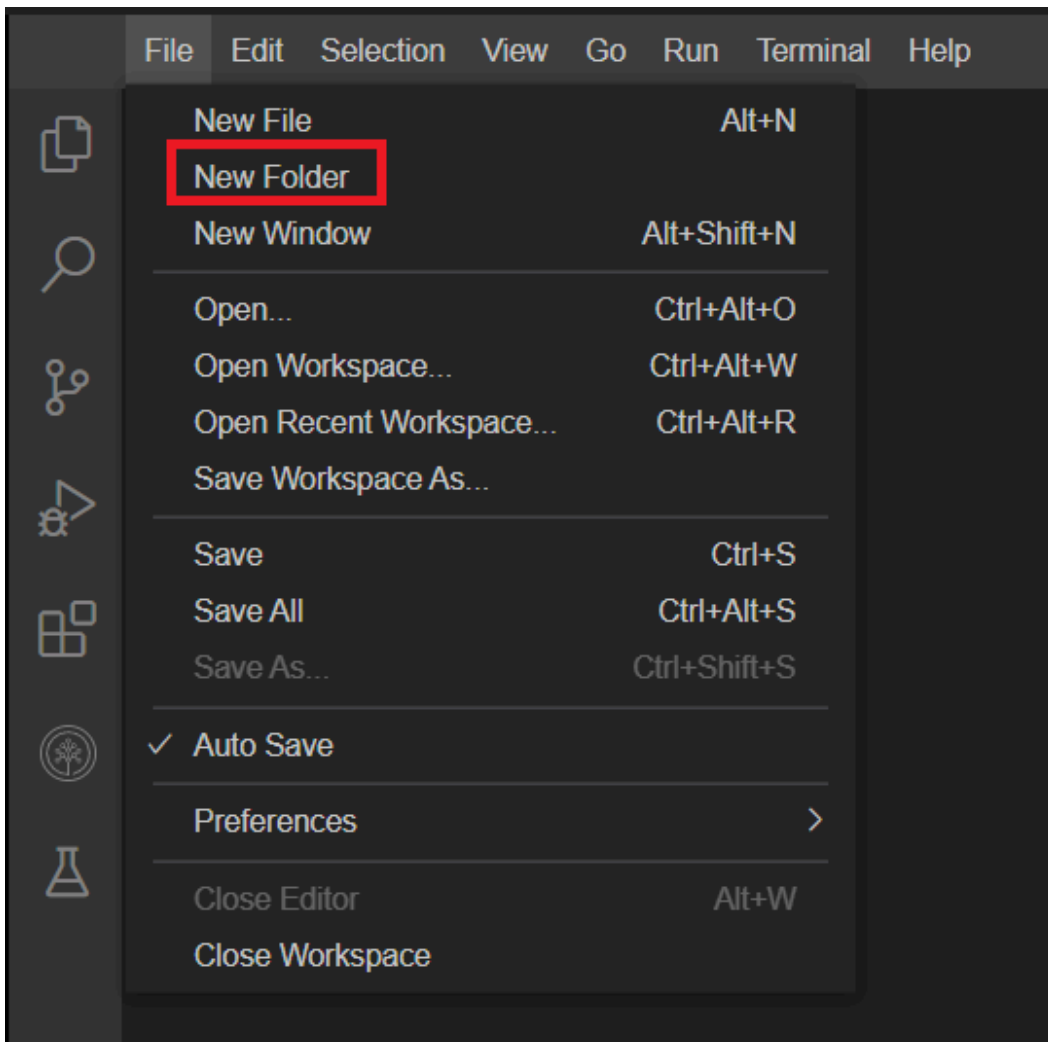 File Edit Selection View Go Run Terminal Help
New File Alt+N
New Folder
New Window Alt+Shift+N
Open... Ctrl+Alt+O
Open Workspace... Ctrl+Alt+W
Open Recent Workspace... Ctrl+Alt+R
Save Workspace As...
Save Ctrl+S
Save All Ctrl+Alt+S
Save As... Ctrl+Shift+S
Auto Save
Preferences
Close Editor Alt+W
Close Workspace